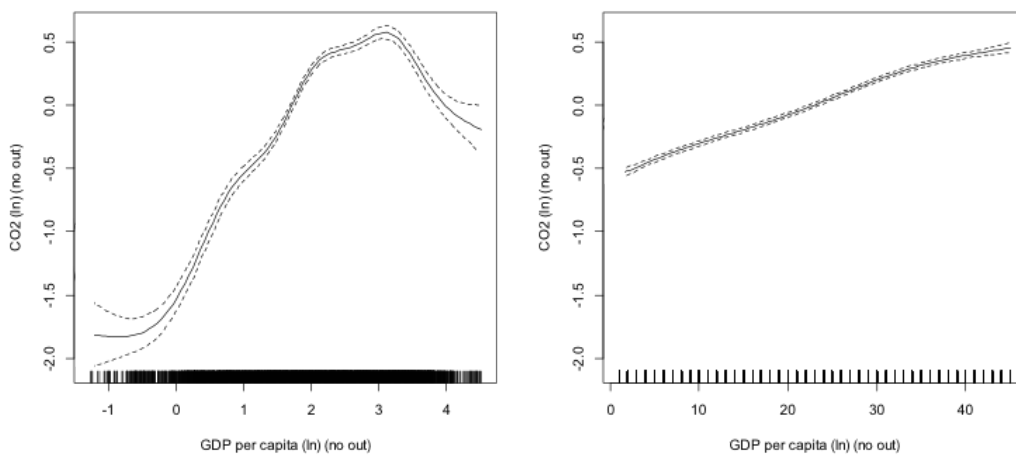 0.5
0.0
-0.5
-1.0
-1.5
-2.0
CO2 (ln) (no out)
-1 0 1 2 3 4
GDP per capita (ln) (no out)
0.5
0.0
-0.5
-1.0
-1.5
-2.0
CO2 (ln) (no out)
0 10 20 30 40
GDP per capita (ln) (no out)